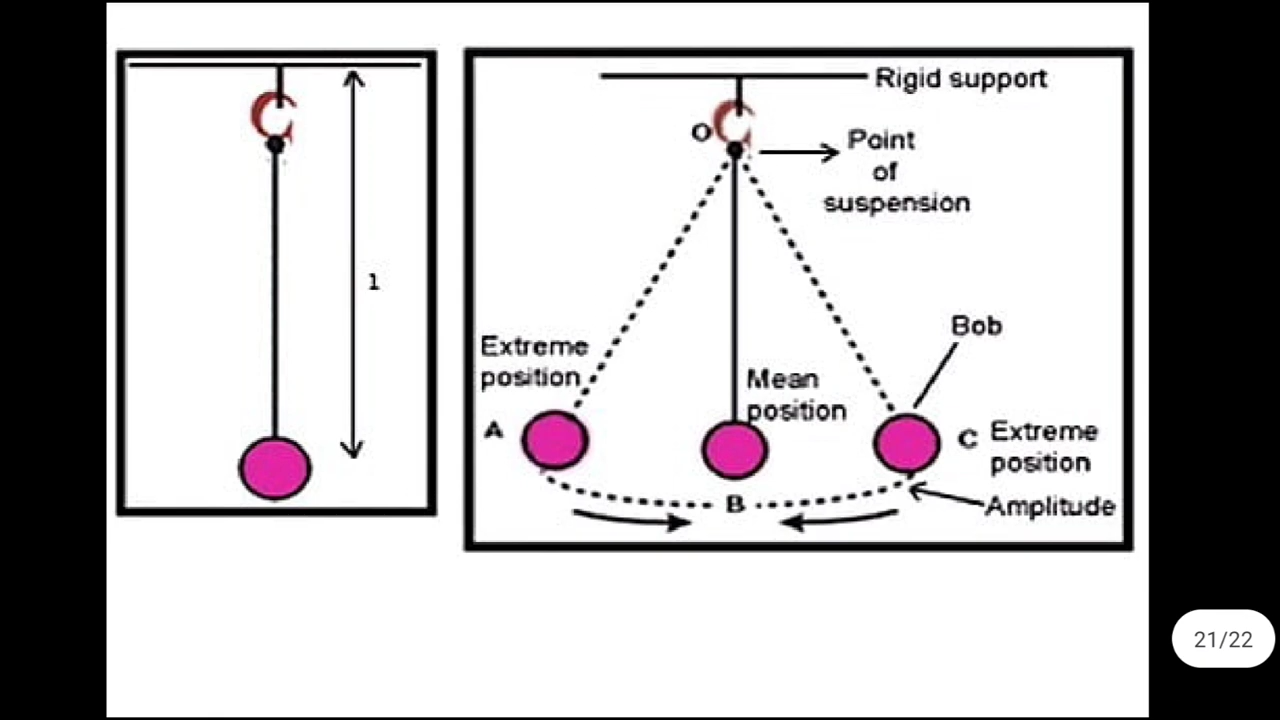 1
Rigid support
O
Point
of
suspension
Bob
Extreme
position
Mean
position
A
C
Extreme
position
B
Amplitude
21/22